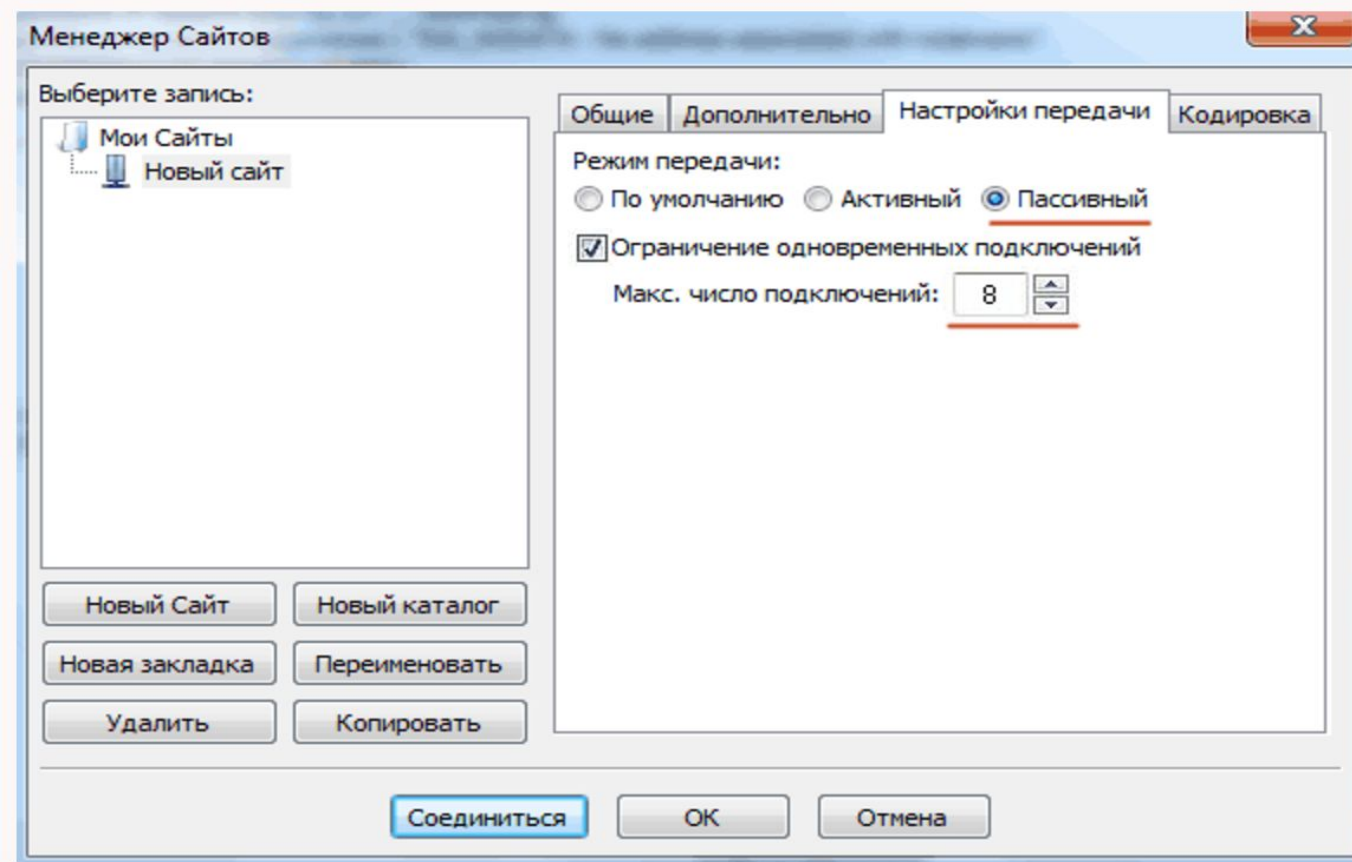 Менеджер Сайтов
Выберите запись:
Мои Сайты
Новый сайт
Новый Сайт Новый каталог
Новая закладка Переименовать
Удалить Копировать
Общие Дополнительно Настройки передачи Кодировка
Режим передачи:
По умолчанию Активный Пассивный
Ограничение одновременных подключений
Макс. число подключений: 8
Соединиться OK Отмена